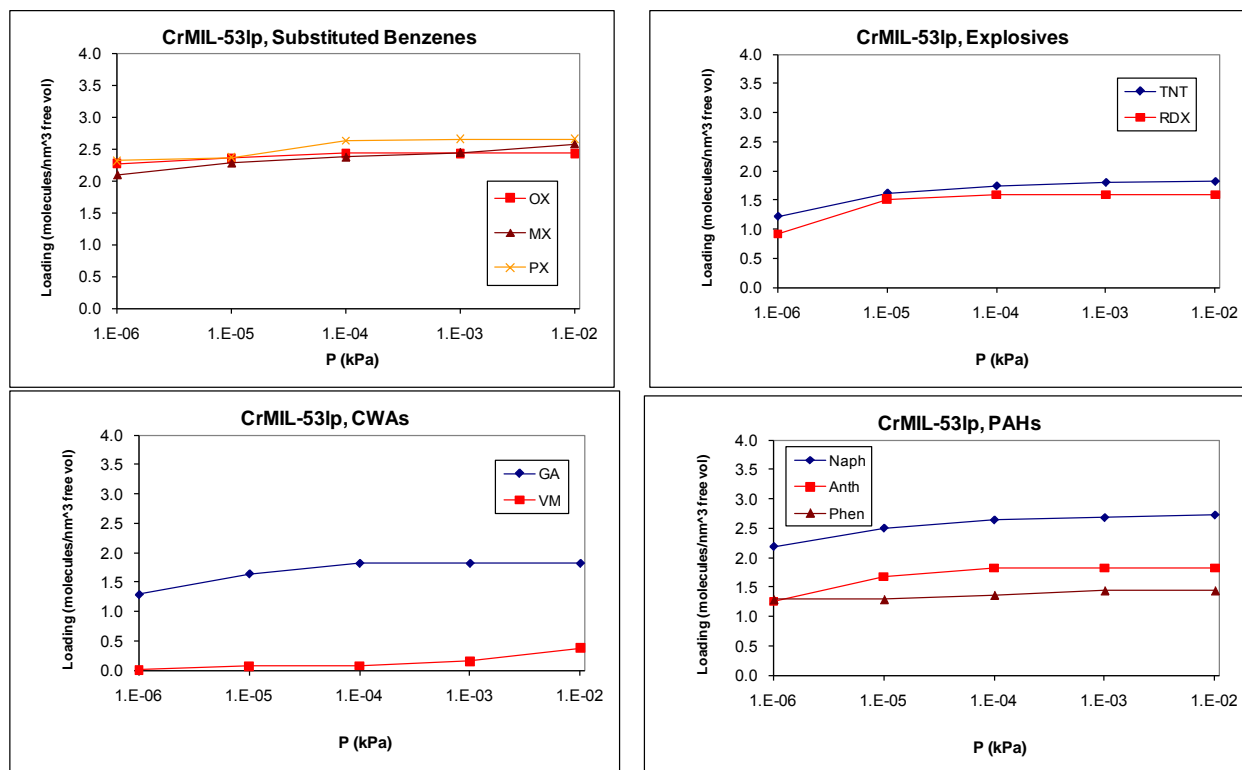 CrMIL-53lp, Substituted Benzenes
Loading (molecules/nm^3 free vol)
4.0
3.5
3.0
2.5
2.0
1.5
1.0
0.5
0.0
OX
MX
PX
1.E-06 1.E-05 1.E-04 1.E-03 1.E-02
P (kPa)
CrMIL-53lp, Explosives
Loading (molecules/nm^3 free vol)
4.0
3.5
3.0
2.5
2.0
1.5
1.0
0.5
0.0
TNT
RDX
1.E-06 1.E-05 1.E-04 1.E-03 1.E-02
P (kPa)
CrMIL-53lp, CWAs
Loading (molecules/nm^3 free vol)
4.0
3.5
3.0
2.5
2.0
1.5
1.0
0.5
0.0
GA
VM
1.E-06 1.E-05 1.E-04 1.E-03 1.E-02
P (kPa)
CrMIL-53lp, PAHs
Loading (molecules/nm^3 free vol)
4.0
3.5
3.0
2.5
2.0
1.5
1.0
0.5
0.0
Naph
Anth
Phen
1.E-06 1.E-05 1.E-04 1.E-03 1.E-02
P (kPa)